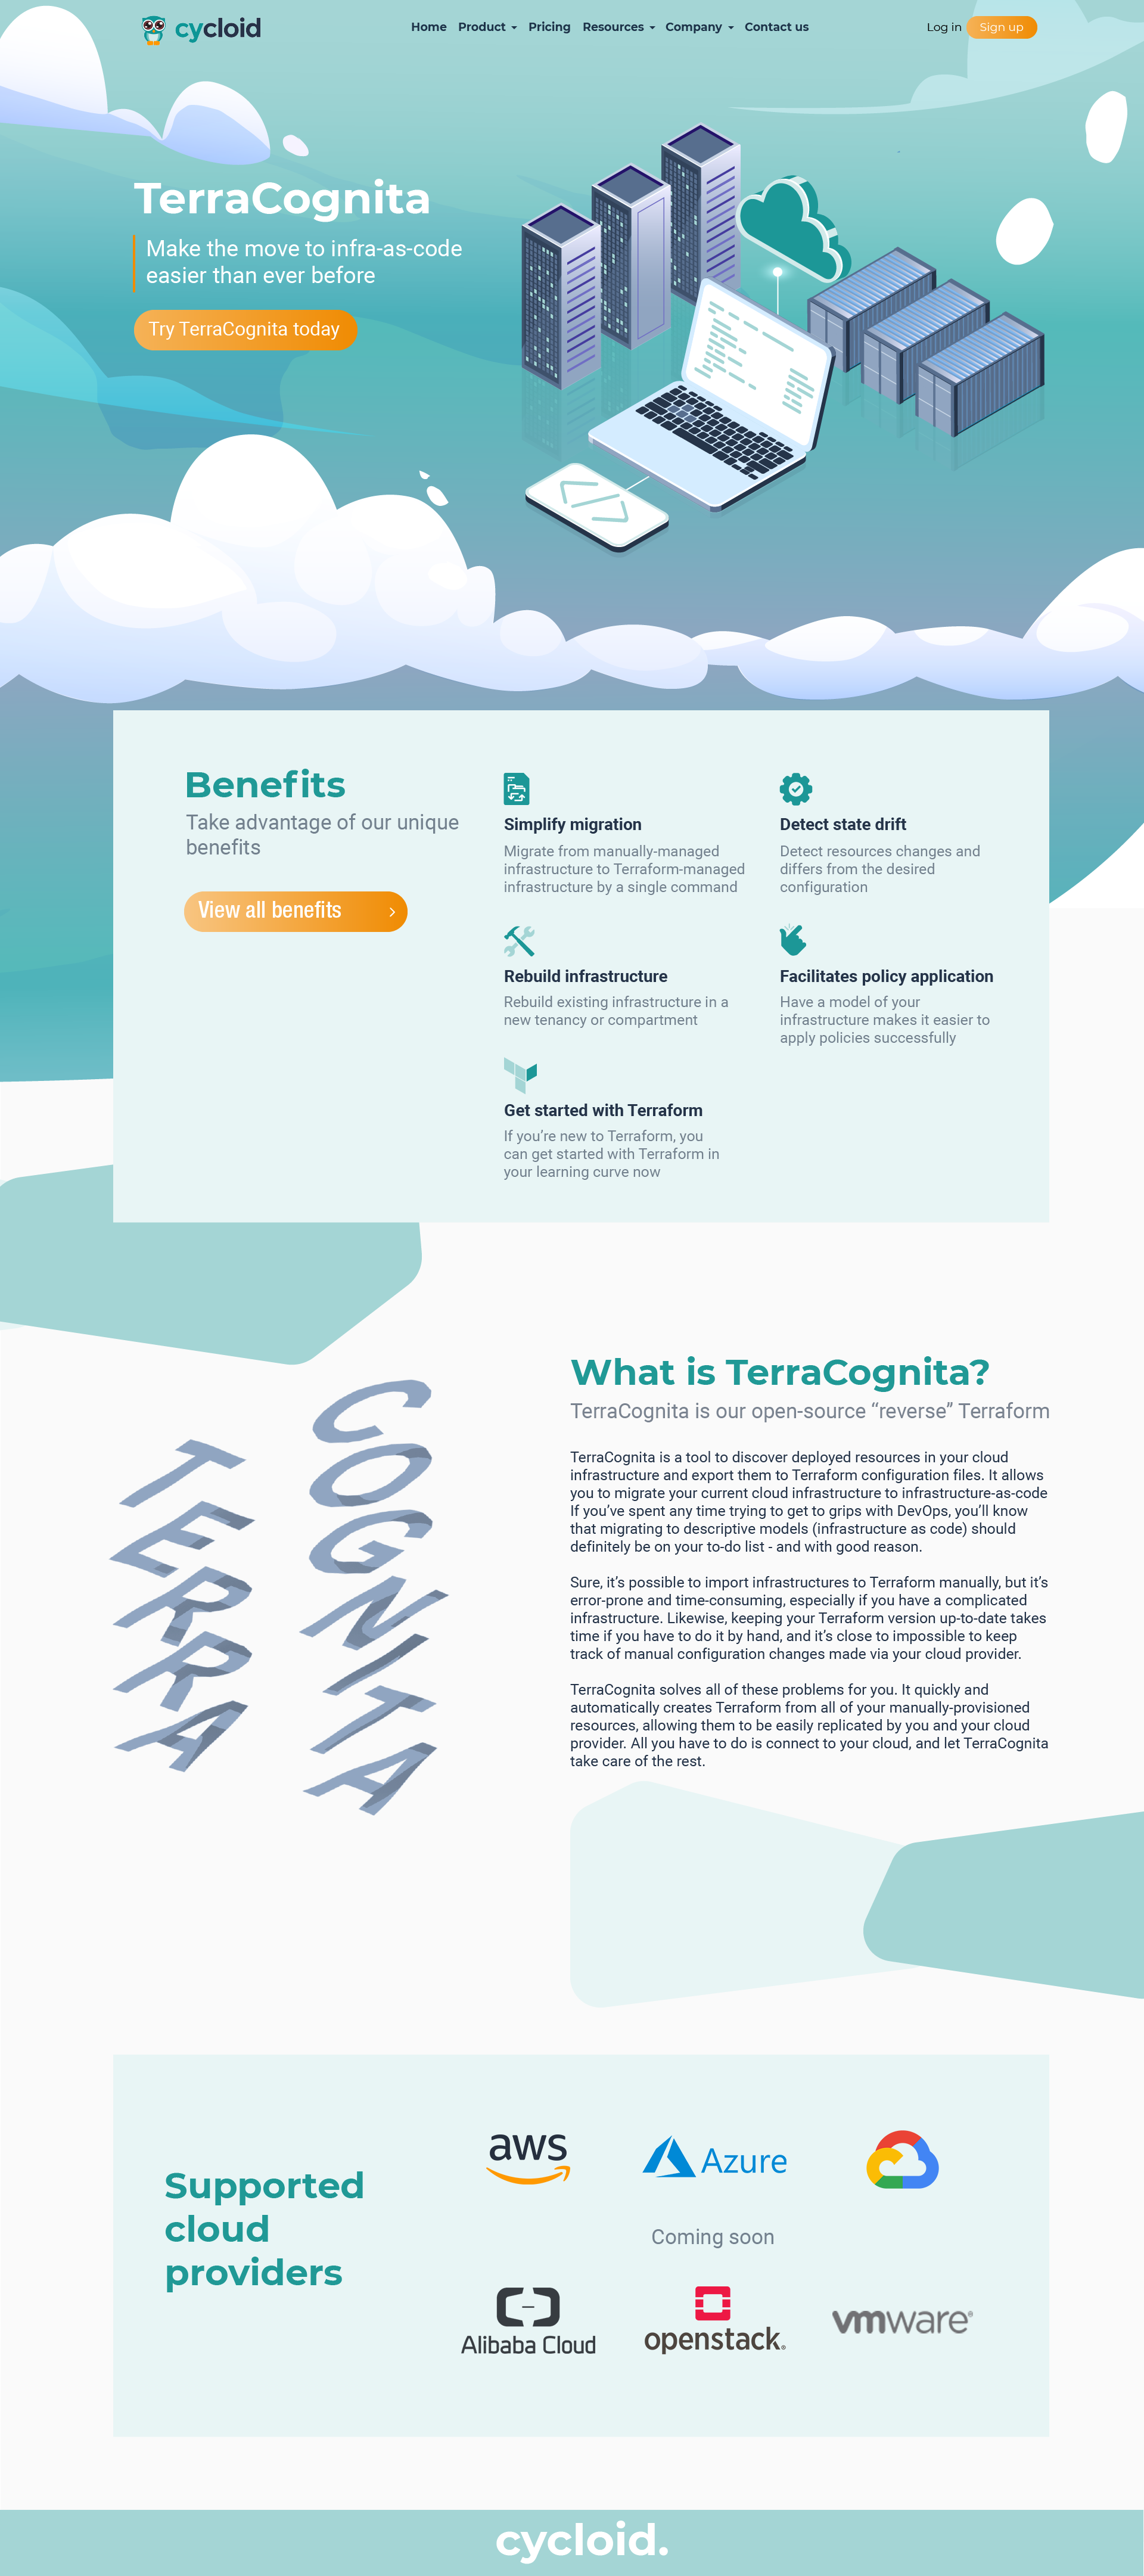 cycloid
Home Product Pricing Resources Company Contact us
Log in Sign up
TerraCognita
Make the move to infra-as-code
easier than ever before
Try TerraCognita today
Benefits
Take advantage of our unique
benefits
View all benefits
Simplify migration
Migrate from manually-managed
infrastructure to Terraform-managed
infrastructure by a single command
Detect state drift
Detect resources changes and
differs from the desired
configuration
Rebuild infrastructure
Rebuild existing infrastructure in a
new tenancy or compartment
Facilitates policy application
Have a model of your
infrastructure makes it easier to
apply policies successfully
Get started with Terraform
If you’re new to Terraform, you
can get started with Terraform in
your learning curve now
TERRA
COGNITA
What is TerraCognita?
TerraCognita is our open-source “reverse” Terraform
TerraCognita is a tool to discover deployed resources in your cloud
infrastructure and export them to Terraform configuration files. It allows
you to migrate your current cloud infrastructure to infrastructure-as-code
If you’ve spent any time trying to get to grips with DevOps, you’ll know
that migrating to descriptive models (infrastructure as code) should
definitely be on your to-do list - and with good reason.
Sure, it’s possible to import infrastructures to Terraform manually, but it’s
error-prone and time-consuming, especially if you have a complicated
infrastructure. Likewise, keeping your Terraform version up-to-date takes
time if you have to do it by hand, and it’s close to impossible to keep
track of manual configuration changes made via your cloud provider.
TerraCognita solves all of these problems for you. It quickly and
automatically creates Terraform from all of your manually-provisioned
resources, allowing them to be easily replicated by you and your cloud
provider. All you have to do is connect to your cloud, and let TerraCognita
take care of the rest.
Supported
cloud
providers
aws
Azure
Coming soon
Alibaba Cloud
openstack.
vmware®
cycloid.